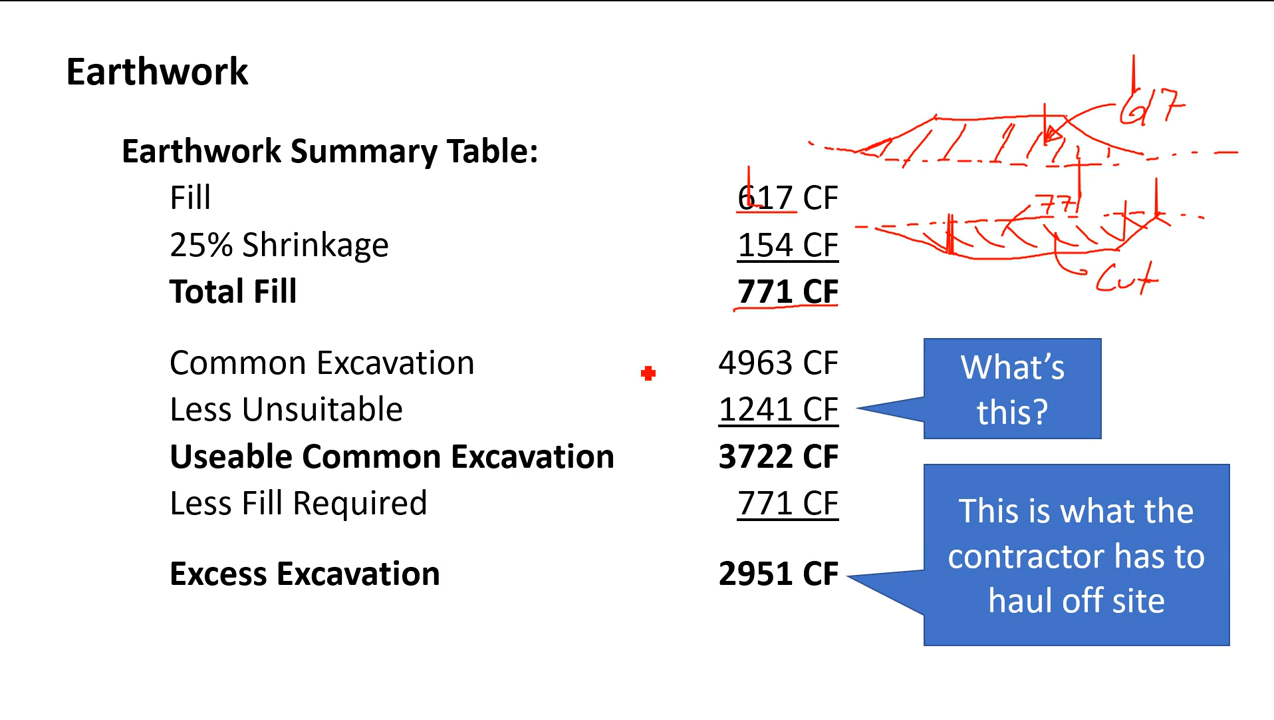 Earthwork
Earthwork Summary Table:
Fill 617 CF
25% Shrinkage 154 CF
Total Fill 771 CF
Common Excavation 4963 CF
Less Unsuitable 1241 CF
Useable Common Excavation 3722 CF
Less Fill Required 771 CF
Excess Excavation 2951 CF
617
771
Cut
What's
this?
This is what the
contractor has to
haul off site